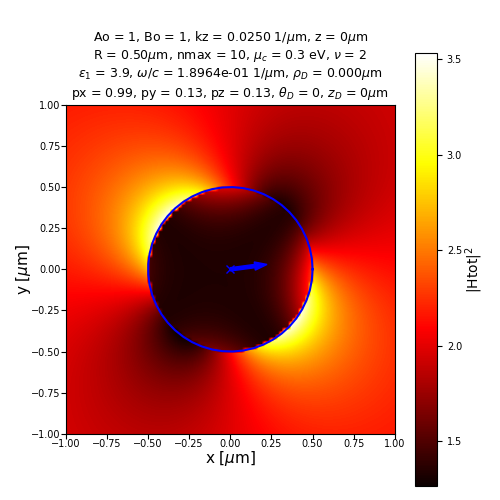 Ao = 1, Bo = 1, kz = 0.0250 1/μm, z = 0μm
R = 0.50μm, nmax = 10, μc = 0.3 eV, ν = 2
ε1 = 3.9, ω/c = 1.8964e-01 1/μm, ρD = 0.000μm
px = 0.99, py = 0.13, pz = 0.13, θD = 0, zD = 0μm
1.00
0.75
0.50
0.25
0.00
−0.25
−0.50
−0.75
−1.00
y [μm]
−1.00 −0.75 −0.50 −0.25 0.00 0.25 0.50 0.75 1.00
x [μm]
3.5
3.0
2.5
2.0
1.5
|Htot|²